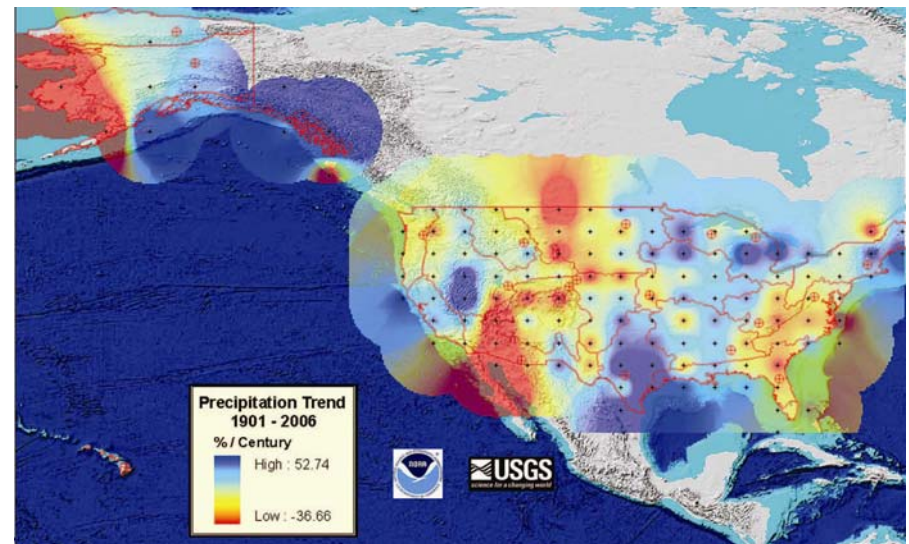 Precipitation Trend
1901 - 2006
% / Century
High : 52.74
Low : -36.66
NOAA
USGS
science for a changing world